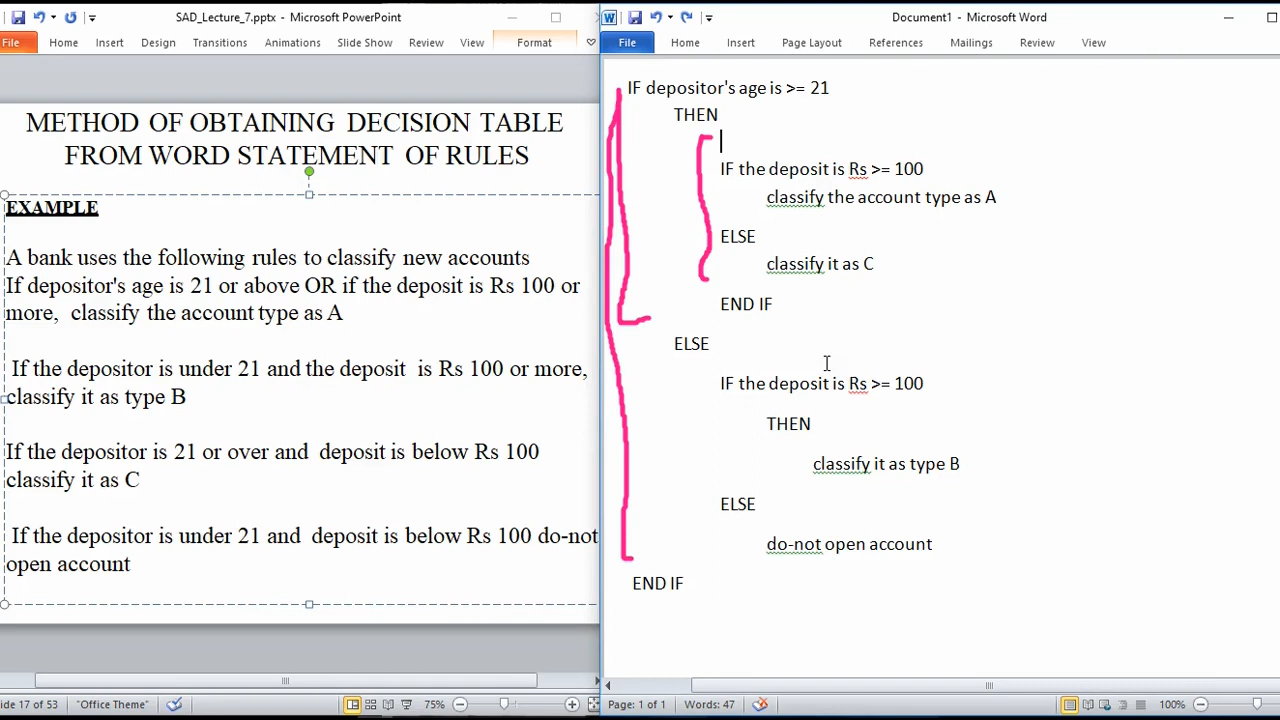 SAD_Lecture_7.pptx - Microsoft PowerPoint
File Home Insert Design Transitions Animations Slide Show Review View Format
METHOD OF OBTAINING DECISION TABLE
FROM WORD STATEMENT OF RULES
EXAMPLE
A bank uses the following rules to classify new accounts
If depositor's age is 21 or above OR if the deposit is Rs 100 or
more, classify the account type as A
If the depositor is under 21 and the deposit is Rs 100 or more,
classify it as type B
If the depositor is 21 or over and deposit is below Rs 100
classify it as C
If the depositor is under 21 and deposit is below Rs 100 do-not
open account
lide 17 of 53 "Office Theme" 75%
Document1 - Microsoft Word
File Home Insert Page Layout References Mailings Review View
IF depositor's age is >= 21
THEN
IF the deposit is Rs >= 100
classify the account type as A
ELSE
classify it as C
END IF
ELSE
IF the deposit is Rs >= 100
THEN
classify it as type B
ELSE
do-not open account
END IF
Page: 1 of 1 Words: 47 100%